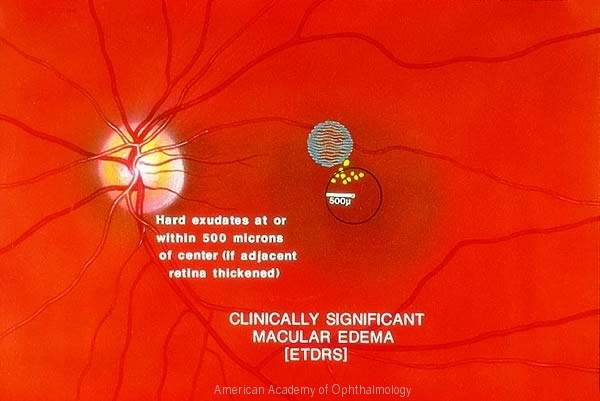 500µ
Hard exudates at or
within 500 microns
of center (if adjacent
retina thickened)
CLINICALLY SIGNIFICANT
MACULAR EDEMA
[ETDRS]
American Academy of Ophthalmology